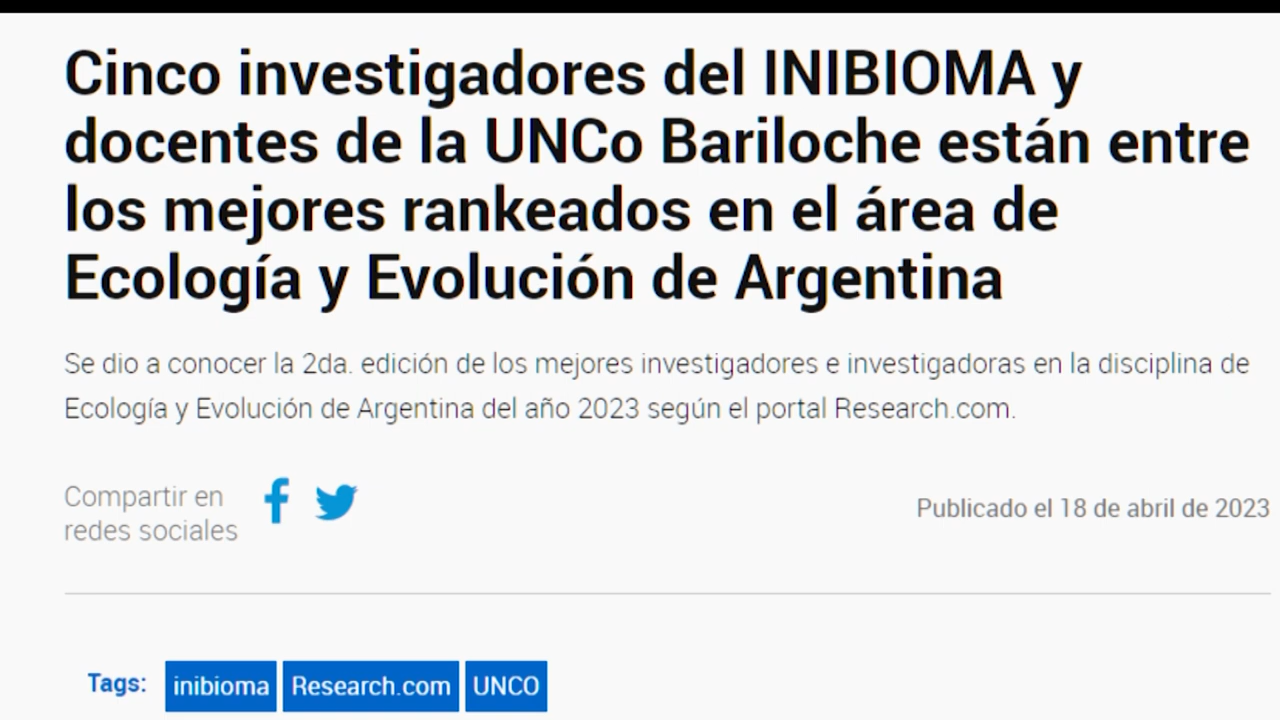 Cinco investigadores del INIBIOMA y
docentes de la UNCo Bariloche están entre
los mejores rankeados en el área de
Ecología y Evolución de Argentina
Se dio a conocer la 2da. edición de los mejores investigadores e investigadoras en la disciplina de
Ecología y Evolución de Argentina del año 2023 según el portal Research.com.
Compartir en
redes sociales
Publicado el 18 de abril de 2023
Tags: inibioma Research.com UNCO